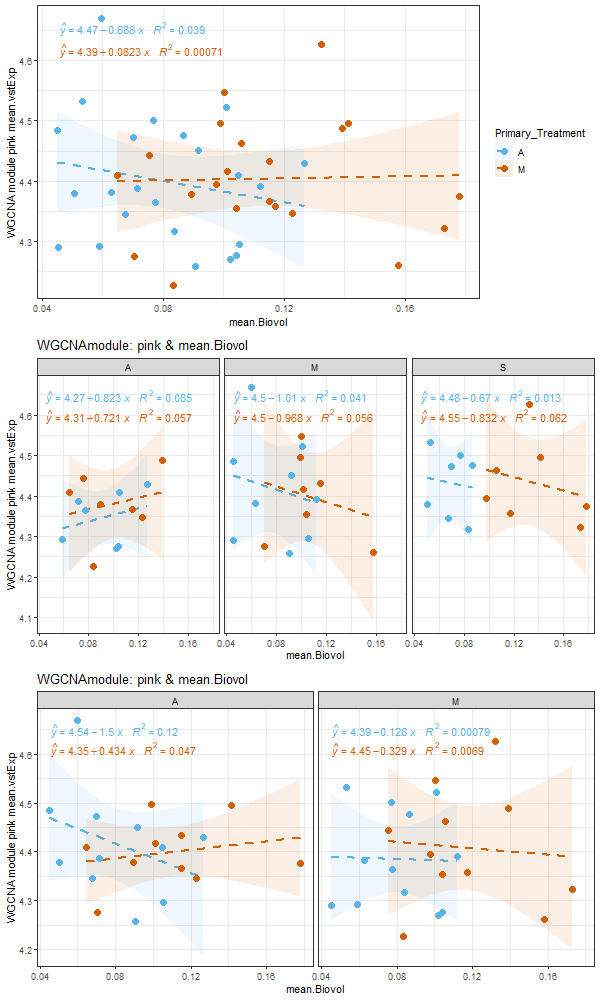 ŷ = 4.47 − 0.888 x R² = 0.039
ŷ = 4.39 + 0.0823 x R² = 0.00071
4.6
4.5
4.4
4.3
WGCNA module pink mean.vstExp
0.04 0.08 0.12 0.16
mean.Biovol
Primary_Treatment
A
M
WGCNAmodule: pink & mean.Biovol
A M S
ŷ = 4.27 + 0.823 x R² = 0.085
ŷ = 4.31 + 0.721 x R² = 0.057
ŷ = 4.5 − 1.01 x R² = 0.041
ŷ = 4.5 − 0.968 x R² = 0.056
ŷ = 4.48 − 0.67 x R² = 0.013
ŷ = 4.55 − 0.832 x R² = 0.062
4.6
4.5
4.4
4.3
4.2
4.1
WGCNA module pink mean.vstExp
0.04 0.08 0.12 0.16 0.04 0.08 0.12 0.16 0.04 0.08 0.12 0.16
mean.Biovol
WGCNAmodule: pink & mean.Biovol
A M
ŷ = 4.54 − 1.5 x R² = 0.12
ŷ = 4.35 + 0.434 x R² = 0.047
ŷ = 4.39 − 0.128 x R² = 0.00079
ŷ = 4.45 − 0.329 x R² = 0.0069
4.6
4.5
4.4
4.3
4.2
WGCNA module pink mean.vstExp
0.04 0.08 0.12 0.16 0.04 0.08 0.12 0.16
mean.Biovol